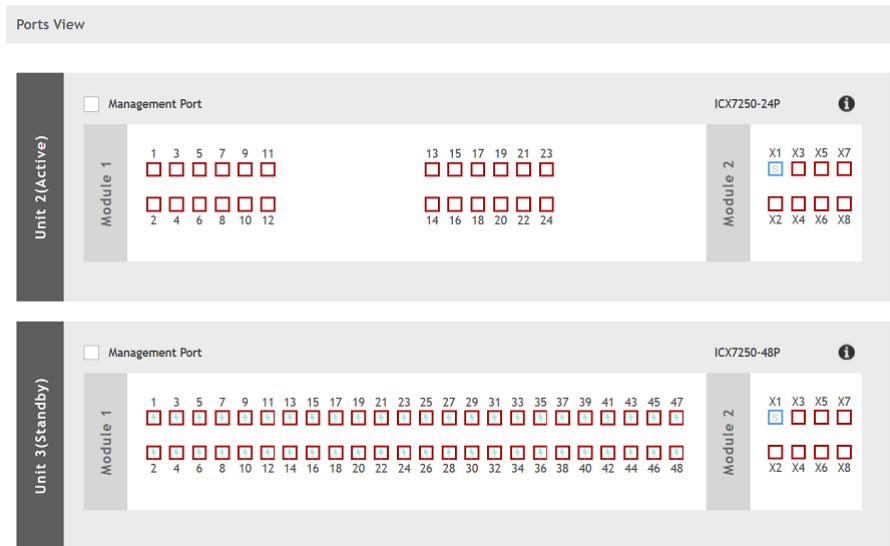 Ports View
Unit 2(Active)
Management Port
ICX7250-24P
i
Module 1
1 3 5 7 9 11
13 15 17 19 21 23
2 4 6 8 10 12
14 16 18 20 22 24
Module 2
X1 X3 X5 X7
S
X2 X4 X6 X8
Unit 3(Standby)
Management Port
ICX7250-48P
i
Module 1
1 3 5 7 9 11 13 15 17 19 21 23 25 27 29 31 33 35 37 39 41 43 45 47
2 4 6 8 10 12 14 16 18 20 22 24 26 28 30 32 34 36 38 40 42 44 46 48
Module 2
X1 X3 X5 X7
S
X2 X4 X6 X8